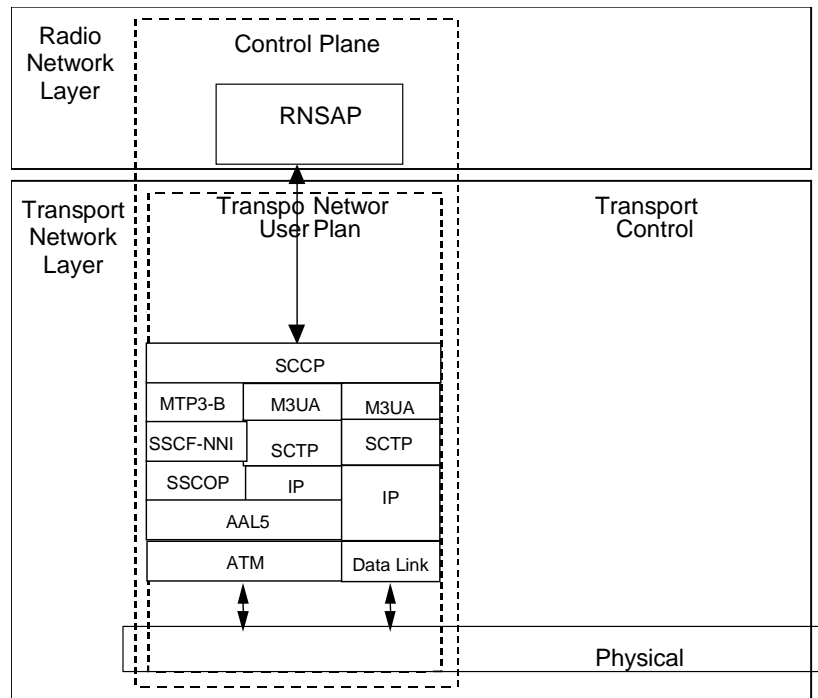 Radio
Network
Layer
Control Plane
RNSAP
Transport
Network
Layer
Transpo Networ
User Plan
Transport
Control
SCCP
MTP3-B
M3UA
M3UA
SSCF-NNI
SCTP
SCTP
SSCOP
IP
IP
AAL5
ATM
Data Link
Physical